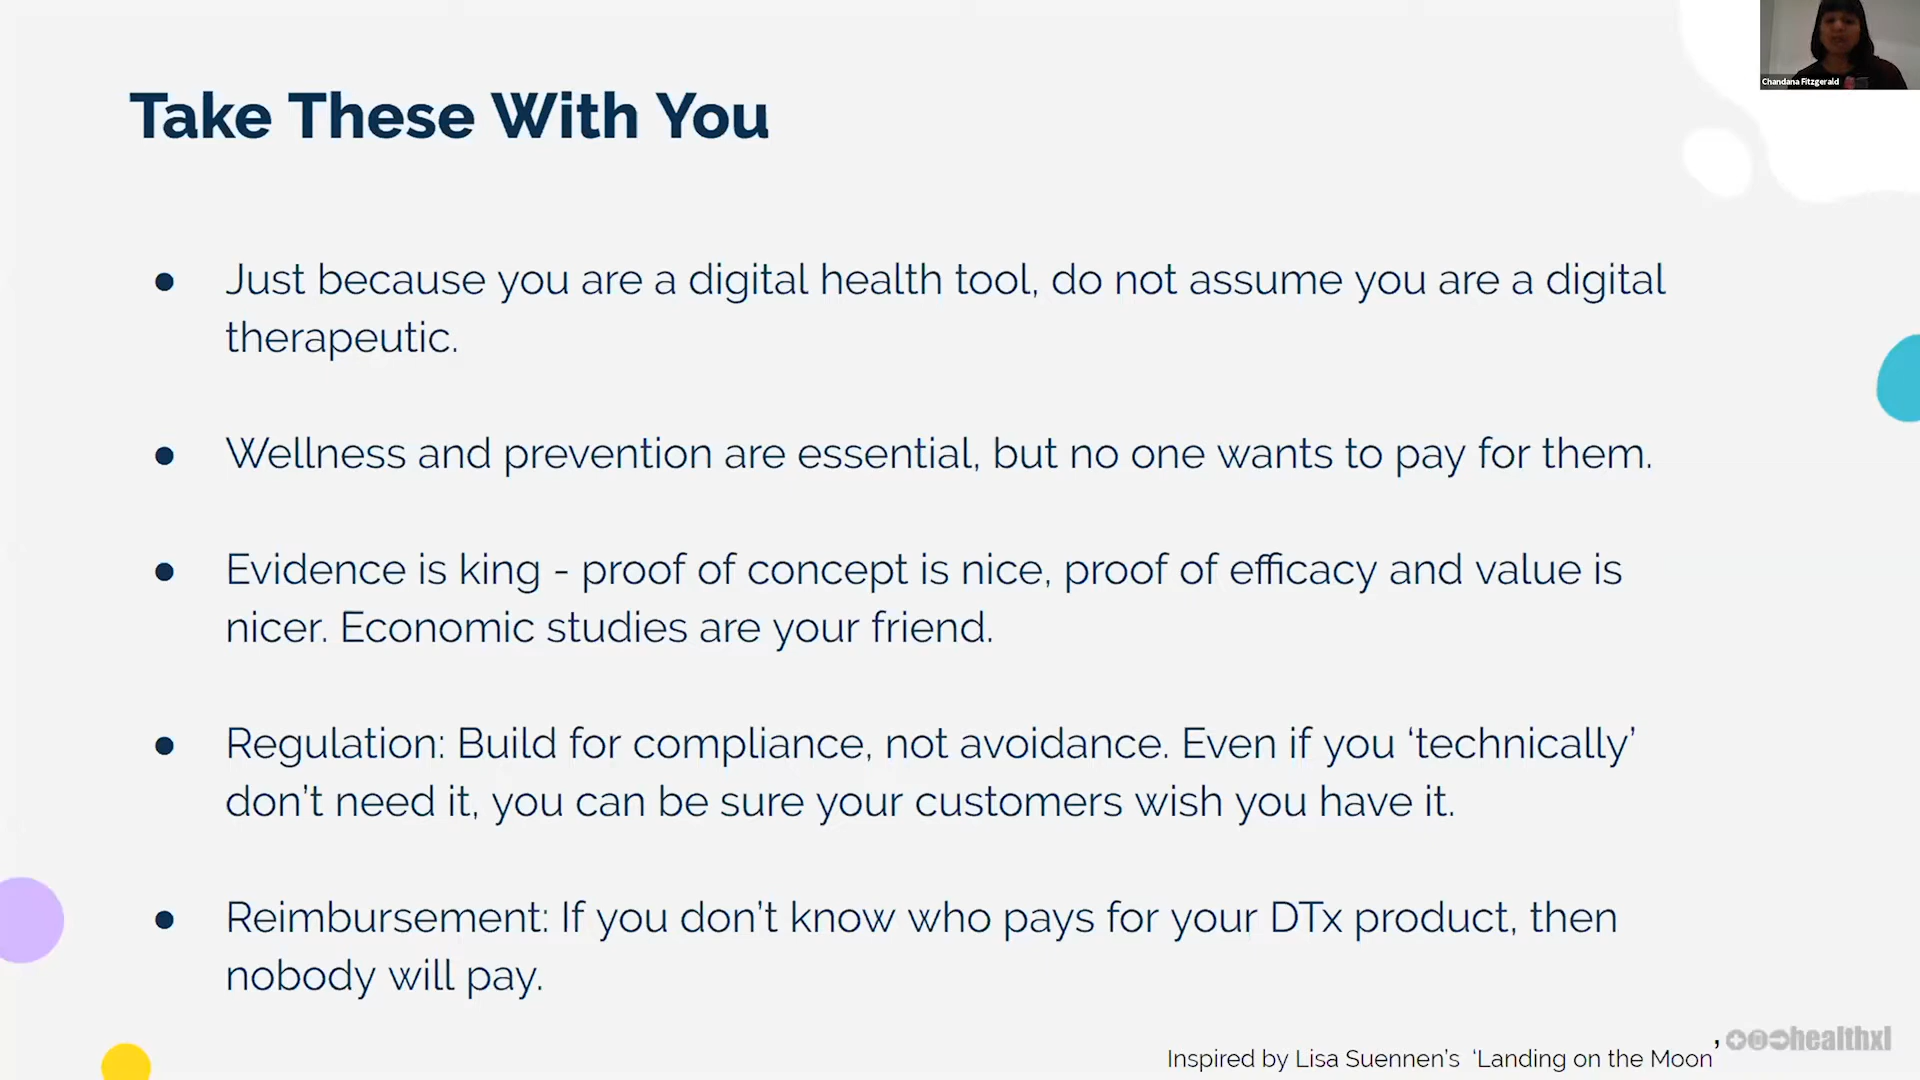 Chandana Fitzgerald
Take These With You
● Just because you are a digital health tool, do not assume you are a digital
therapeutic.
● Wellness and prevention are essential, but no one wants to pay for them.
● Evidence is king - proof of concept is nice, proof of efficacy and value is
nicer. Economic studies are your friend.
● Regulation: Build for compliance, not avoidance. Even if you ‘technically’
don’t need it, you can be sure your customers wish you have it.
● Reimbursement: If you don’t know who pays for your DTx product, then
nobody will pay.
Inspired by Lisa Suennen’s ‘Landing on the Moon’
healthxl